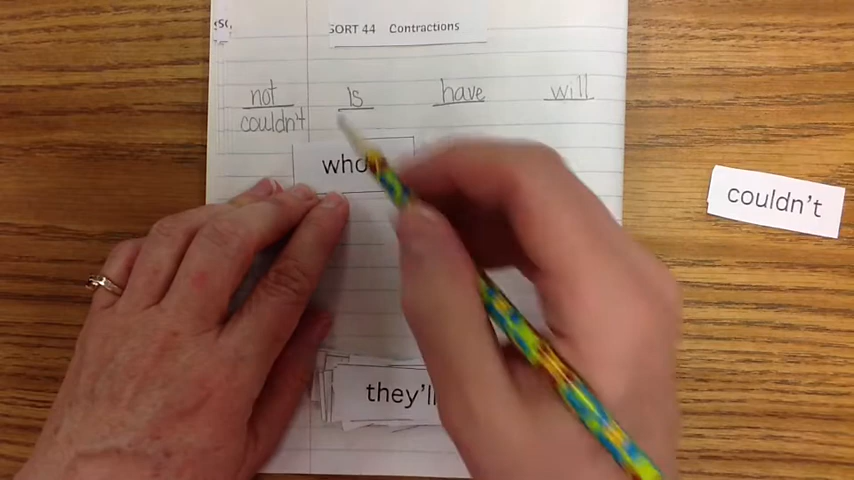 SORT 44 Contractions
not is have will
couldn't
who
couldn't
they'll